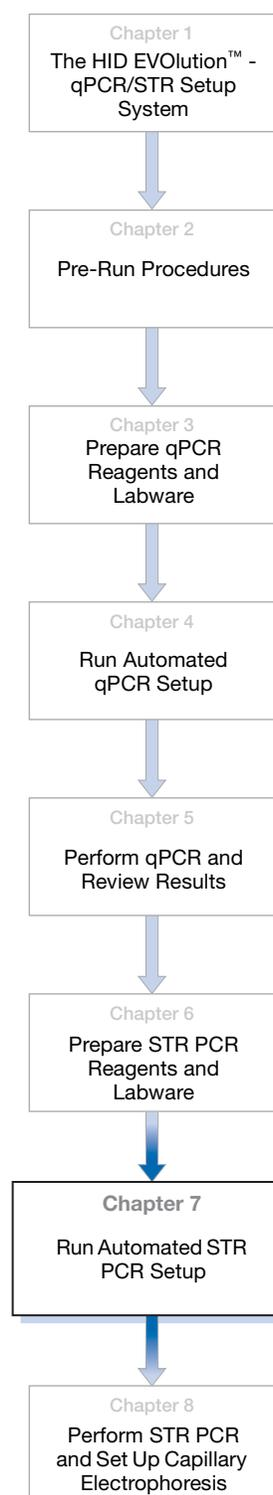 Chapter 1
The HID EVOlution™ -
qPCR/STR Setup
System
Chapter 2
Pre-Run Procedures
Chapter 3
Prepare qPCR
Reagents and
Labware
Chapter 4
Run Automated
qPCR Setup
Chapter 5
Perform qPCR and
Review Results
Chapter 6
Prepare STR PCR
Reagents and
Labware
Chapter 7
Run Automated STR
PCR Setup
Chapter 8
Perform STR PCR
and Set Up Capillary
Electrophoresis